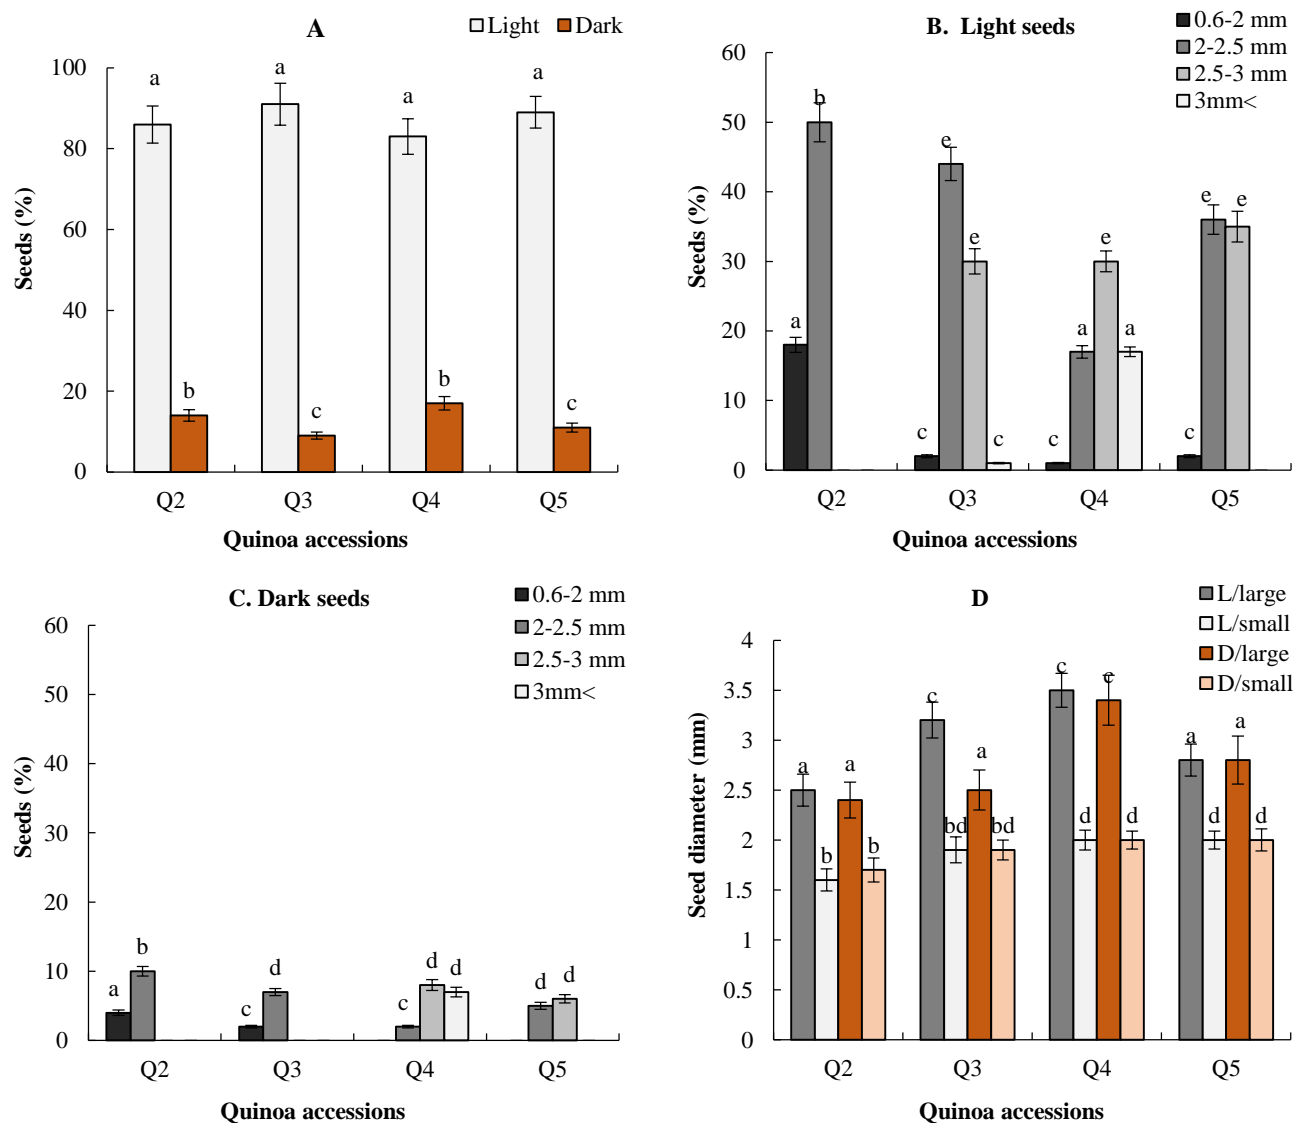 A
Light Dark
100
80
60
40
20
0
Seeds (%)
a a a a
b c b c
Q2 Q3 Q4 Q5
Quinoa accessions
B. Light seeds
0.6-2 mm
2-2.5 mm
2.5-3 mm
3mm<
60
50
40
30
20
10
0
Seeds (%)
a b
c e e c
c a e a
c e e
Q2 Q3 Q4 Q5
Quinoa accessions
C. Dark seeds
0.6-2 mm
2-2.5 mm
2.5-3 mm
3mm<
60
50
40
30
20
10
0
Seeds (%)
a b
c d
c d d
d d
Q2 Q3 Q4 Q5
Quinoa accessions
D
L/large
L/small
D/large
D/small
4
3.5
3
2.5
2
1.5
1
0.5
0
Seed diameter (mm)
a b a b
c bd a bd
c d c d
a d a d
Q2 Q3 Q4 Q5
Quinoa accessions